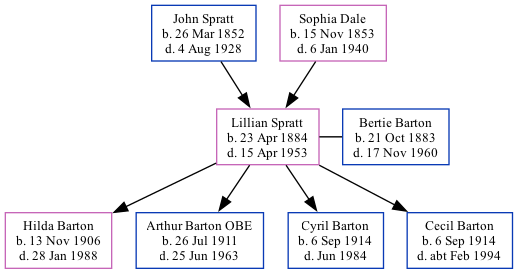 John Spratt
b. 26 Mar 1852
d. 4 Aug 1928
Sophia Dale
b. 15 Nov 1853
d. 6 Jan 1940
Lillian Spratt
b. 23 Apr 1884
d. 15 Apr 1953
Bertie Barton
b. 21 Oct 1883
d. 17 Nov 1960
Hilda Barton
b. 13 Nov 1906
d. 28 Jan 1988
Arthur Barton OBE
b. 26 Jul 1911
d. 25 Jun 1963
Cyril Barton
b. 6 Sep 1914
d. Jun 1984
Cecil Barton
b. 6 Sep 1914
d. abt Feb 1994